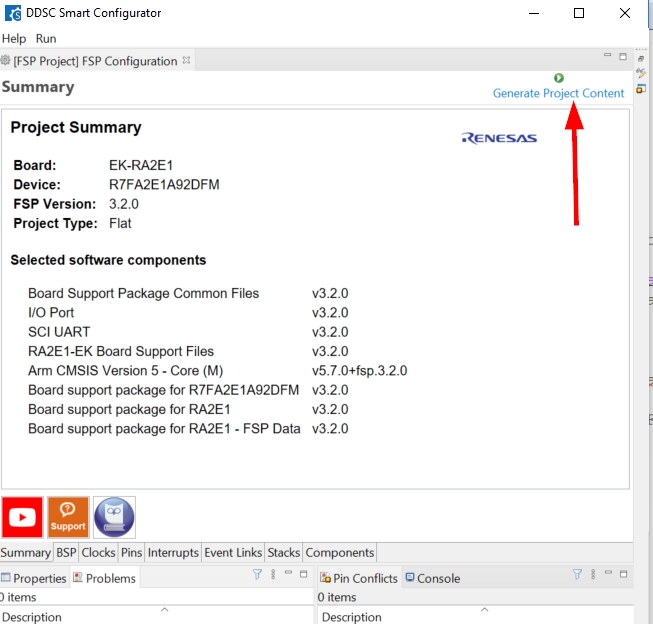 DDSC Smart Configurator
Help Run
[FSP Project] FSP Configuration
Summary
Generate Project Content
Project Summary
RENESAS
Board: EK-RA2E1
Device: R7FA2E1A92DFM
FSP Version: 3.2.0
Project Type: Flat
Selected software components
Board Support Package Common Files v3.2.0
I/O Port v3.2.0
SCI UART v3.2.0
RA2E1-EK Board Support Files v3.2.0
Arm CMSIS Version 5 - Core (M) v5.7.0+fsp.3.2.0
Board support package for R7FA2E1A92DFM v3.2.0
Board support package for RA2E1 v3.2.0
Board support package for RA2E1 - FSP Data v3.2.0
Support
Summary BSP Clocks Pins Interrupts Event Links Stacks Components
Properties Problems
Pin Conflicts Console
0 items
0 items
Description
Description